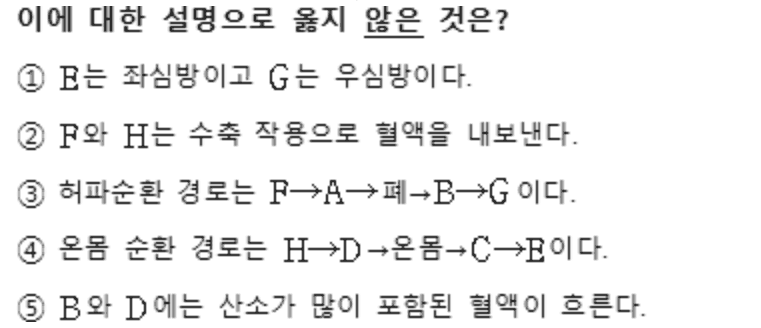 이에 대한 설명으로 옳지 않은 것은?
① E는 좌심방이고 G는 우심방이다.
② F와 H는 수축 작용으로 혈액을 내보낸다.
③ 허파순환 경로는 F→A→폐→B→G이다.
④ 온몸 순환 경로는 H→D→온몸→C→E이다.
⑤ B와 D에는 산소가 많이 포함된 혈액이 흐른다.